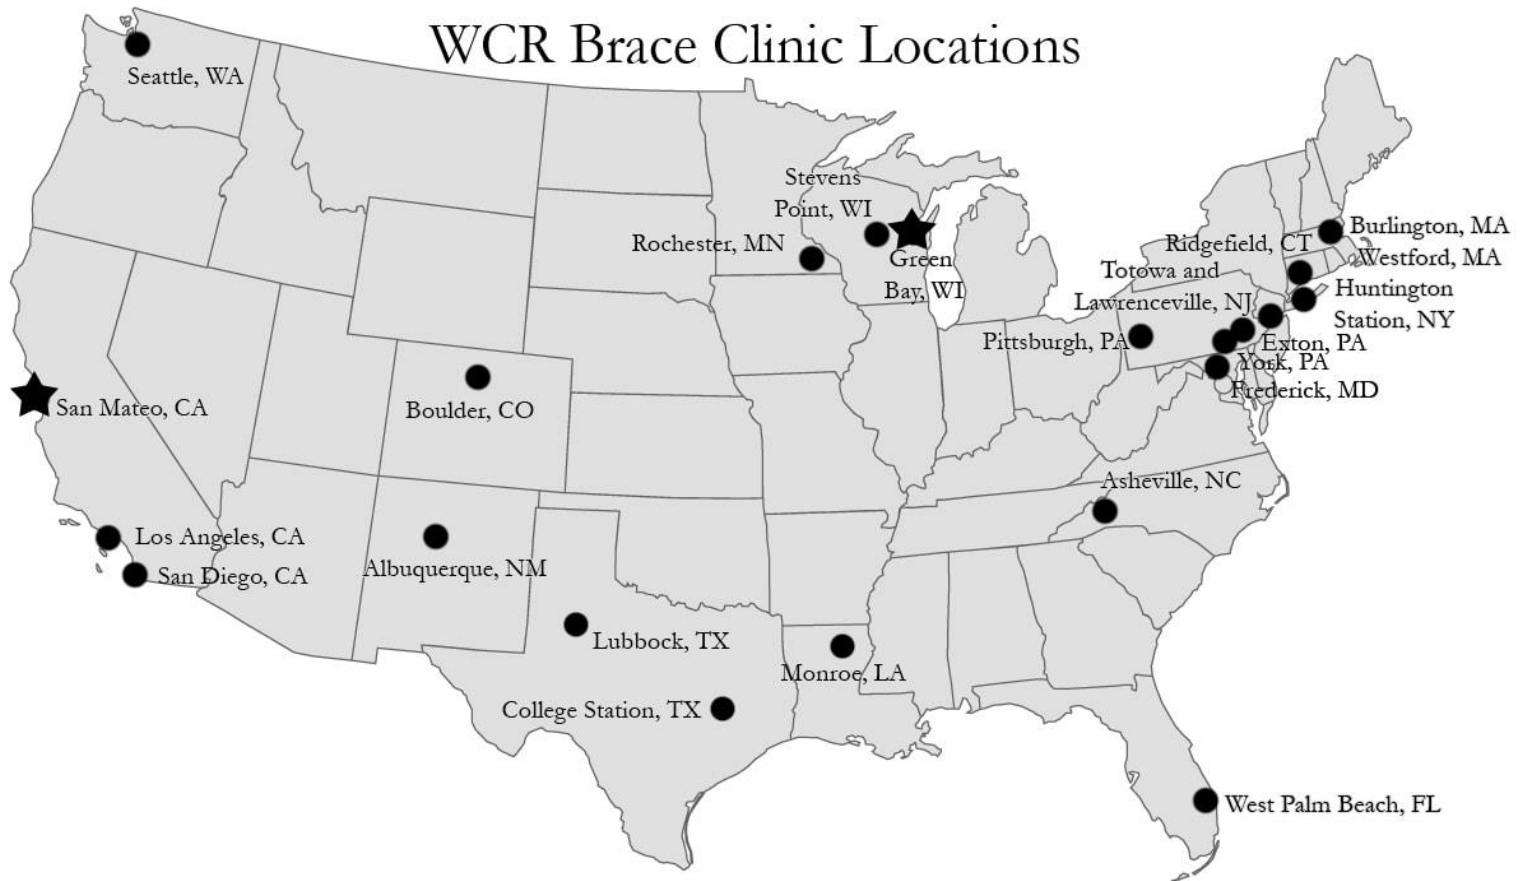 WCR Brace Clinic Locations
Seattle, WA
Stevens
Point, WI
Rochester, MN
Green
Bay, WI
Burlington, MA
Ridgefield, CT
Westford, MA
Totowa and
Lawrenceville, NJ
Huntington
Station, NY
Pittsburgh, PA
Exton, PA
York, PA
Frederick, MD
San Mateo, CA
Boulder, CO
Asheville, NC
Los Angeles, CA
San Diego, CA
Albuquerque, NM
Lubbock, TX
Monroe, LA
College Station, TX
West Palm Beach, FL